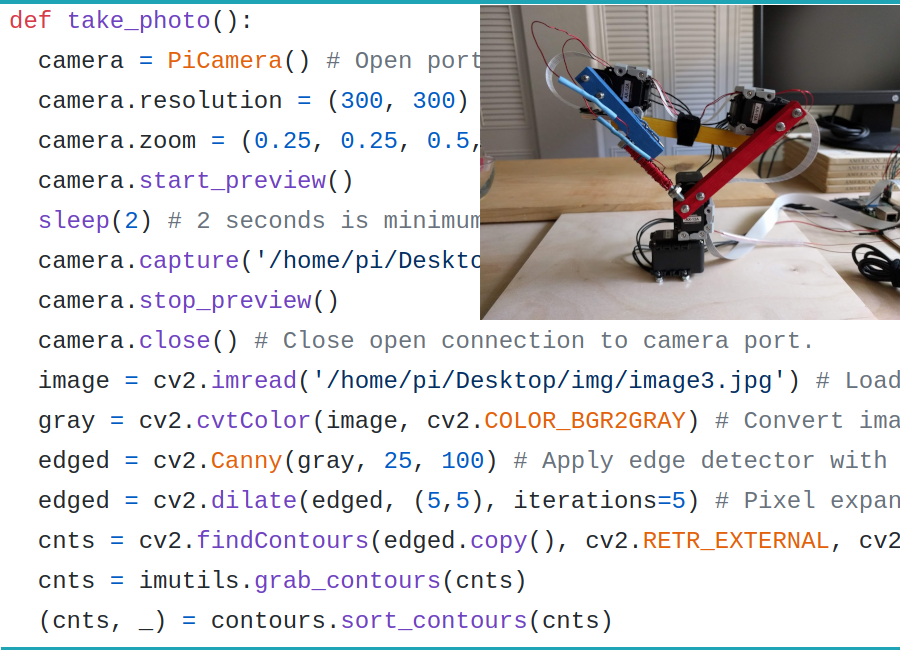 def take_photo():
camera = PiCamera() # Open port
camera.resolution = (300, 300)
camera.zoom = (0.25, 0.25, 0.5,
camera.start_preview()
sleep(2) # 2 seconds is minimum
camera.capture('/home/pi/Deskto
camera.stop_preview()
camera.close() # Close open connection to camera port.
image = cv2.imread('/home/pi/Desktop/img/image3.jpg') # Load
gray = cv2.cvtColor(image, cv2.COLOR_BGR2GRAY) # Convert ima
edged = cv2.Canny(gray, 25, 100) # Apply edge detector with
edged = cv2.dilate(edged, (5,5), iterations=5) # Pixel expan
cnts = cv2.findContours(edged.copy(), cv2.RETR_EXTERNAL, cv2
cnts = imutils.grab_contours(cnts)
(cnts, _) = contours.sort_contours(cnts)